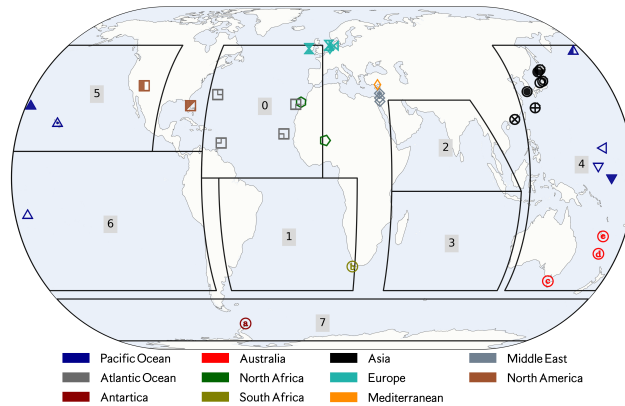 5
0
2
4
6
1
3
7
e
d
c
b
a
Pacific Ocean
Australia
Asia
Middle East
Atlantic Ocean
North Africa
Europe
North America
Antartica
South Africa
Mediterranean